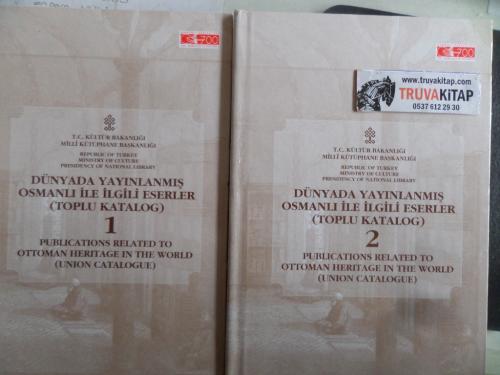 700
T.C. KÜLTÜR BAKANLIĞI
MİLLİ KÜTÜPHANE BAŞKANLIĞI
REPUBLIC OF TURKEY
MINISTRY OF CULTURE
PRESIDENCY OF NATIONAL LIBRARY
DÜNYADA YAYINLANMIŞ
OSMANLI İLE İLGİLİ ESERLER
(TOPLU KATALOG)
1
PUBLICATIONS RELATED TO
OTTOMAN HERITAGE IN THE WORLD
(UNION CATALOGUE)
700
www.truvakitap.com
TRUVAKiTAP
0537 612 29 30
T.C. KÜLTÜR BAKANLIĞI
MİLLİ KÜTÜPHANE BAŞKANLIĞI
REPUBLIC OF TURKEY
MINISTRY OF CULTURE
PRESIDENCY OF NATIONAL LIBRARY
DÜNYADA YAYINLANMIŞ
OSMANLI İLE İLGİLİ ESERLER
(TOPLU KATALOG)
2
PUBLICATIONS RELATED TO
OTTOMAN HERITAGE IN THE WORLD
(UNION CATALOGUE)